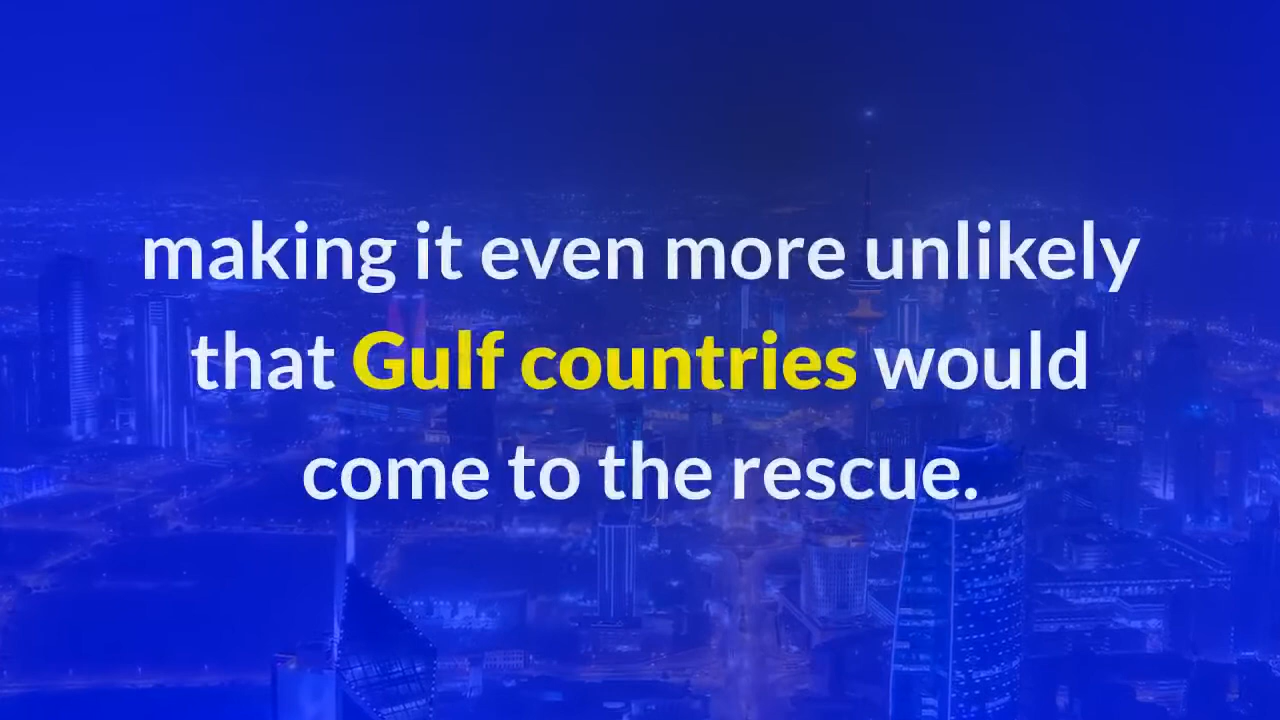 making it even more unlikely
that Gulf countries would
come to the rescue.